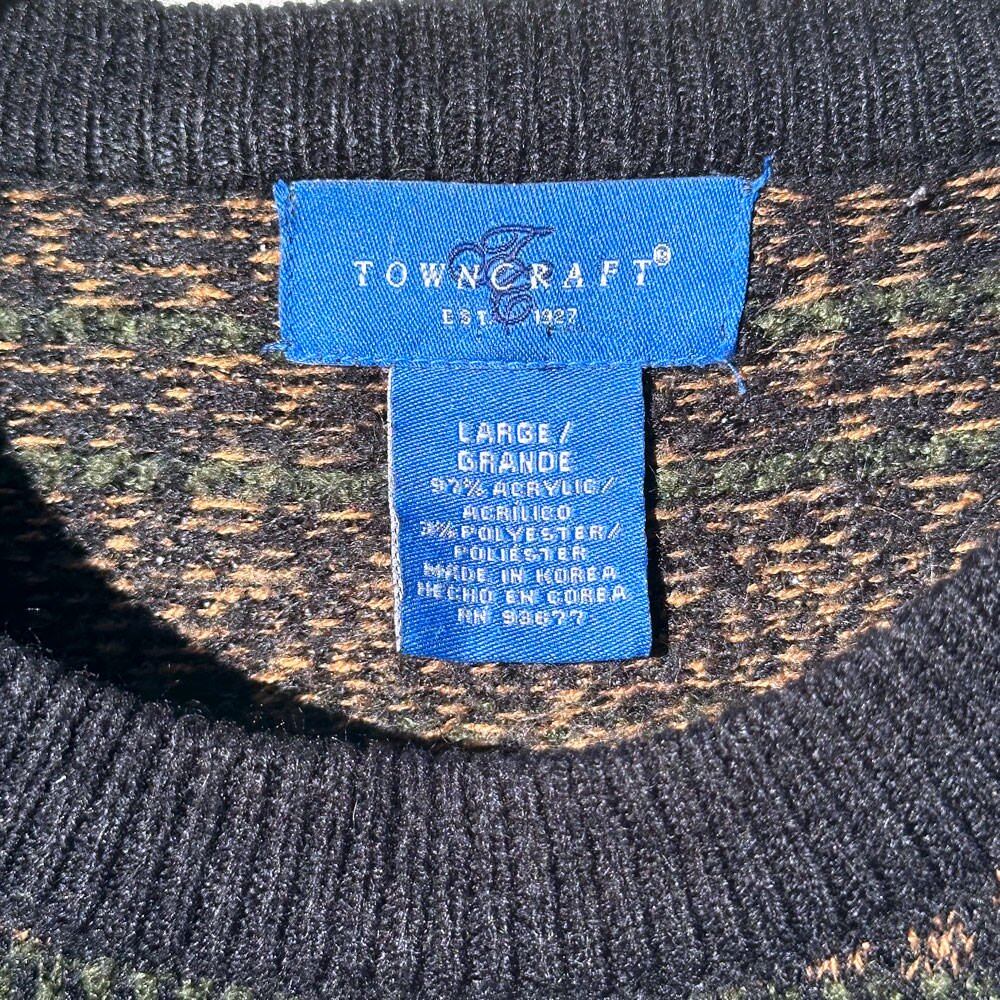 TOWNCRAFT®
EST. 1927
LARGE/
GRANDE
97% ACRYLIC/
ACRILICO
3% POLYESTER/
POLIESTER
MADE IN KOREA
HECHO EN COREA
RN 93677